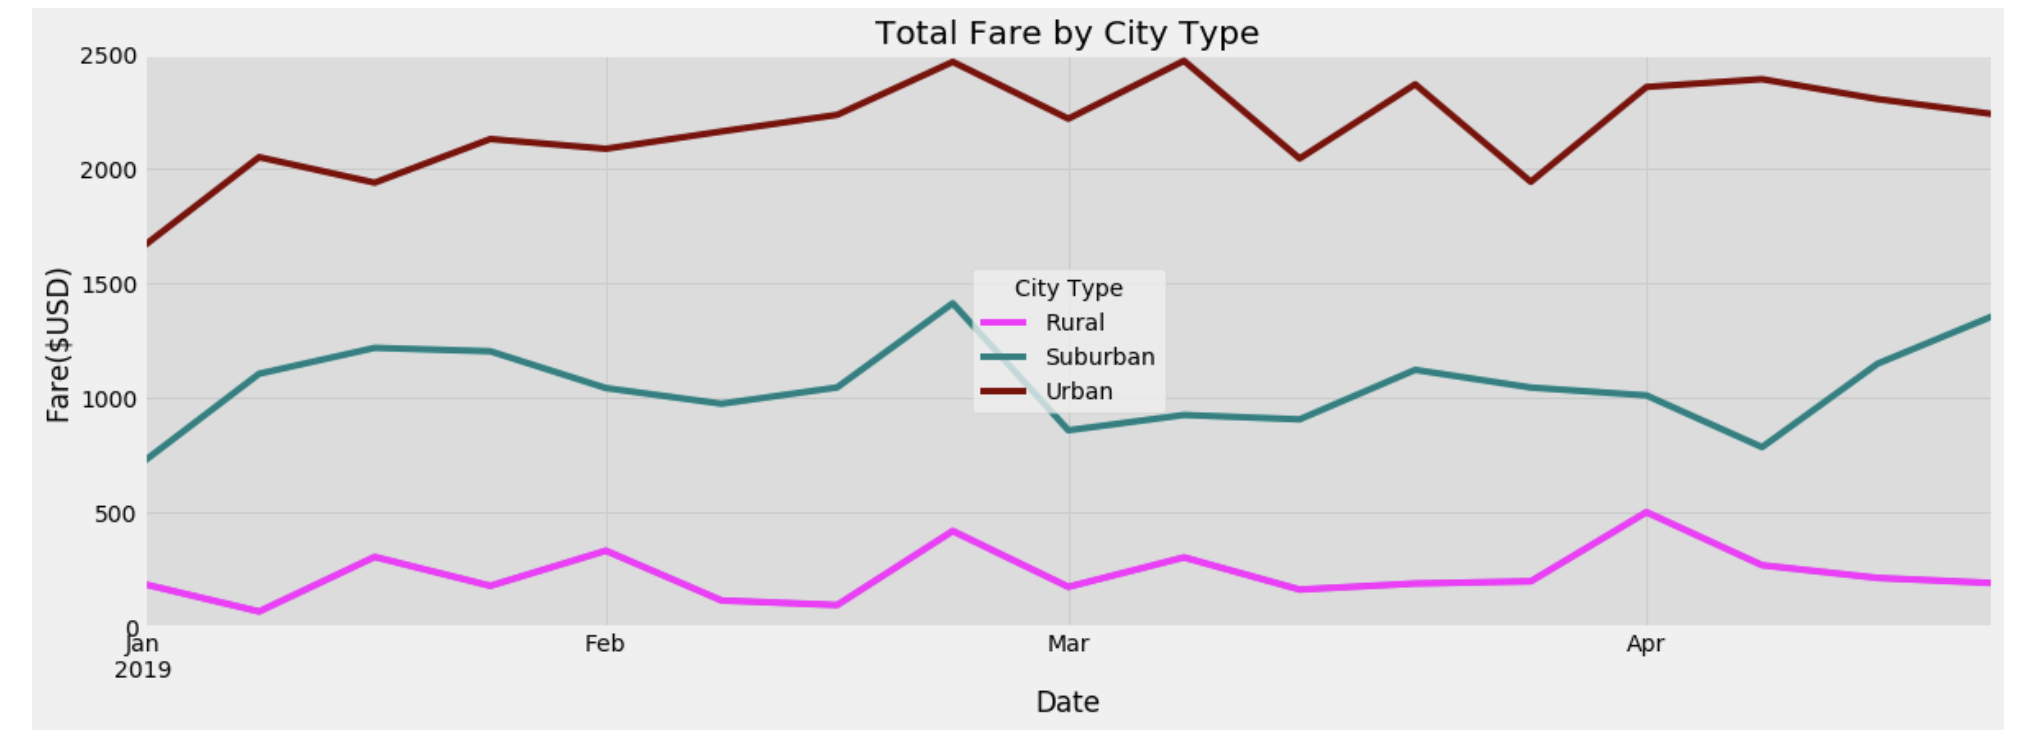 Total Fare by City Type
2500
2000
1500
1000
500
0
Fare($USD)
City Type
Rural
Suburban
Urban
Jan Feb Mar Apr
2019
Date